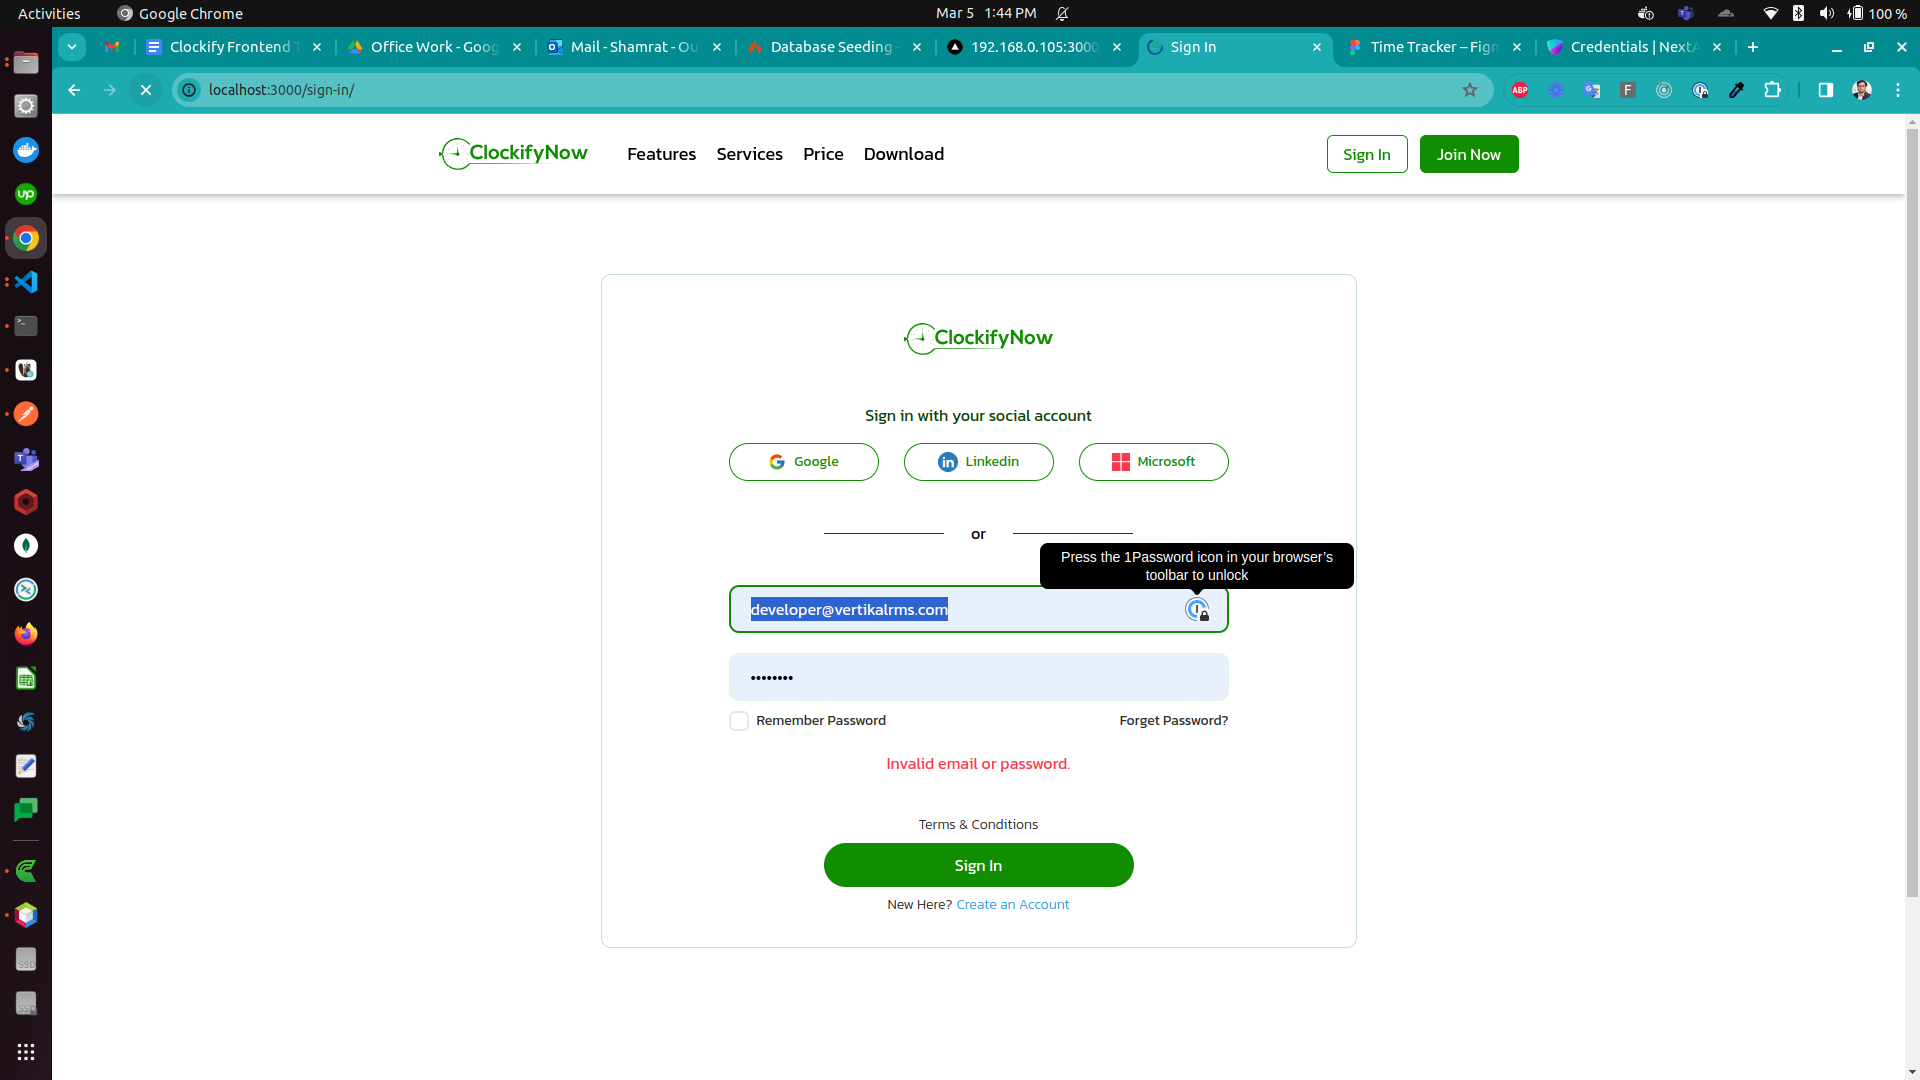 Activities
Google Chrome
Mar 5 1:44 PM
100 %
Clockify Frontend T
Office Work - Goog
Mail - Shamrat - Ou
Database Seeding -
192.168.0.105:3000
Sign In
Time Tracker – Figm
Credentials | NextA
localhost:3000/sign-in/
ABP
F
ClockifyNow
Features
Services
Price
Download
Sign In
Join Now
ClockifyNow
Sign in with your social account
Google
Linkedin
Microsoft
or
Press the 1Password icon in your browser’s
toolbar to unlock
developer@vertikalrms.com
••••••••
Remember Password
Forget Password?
Invalid email or password.
Terms & Conditions
Sign In
New Here? Create an Account